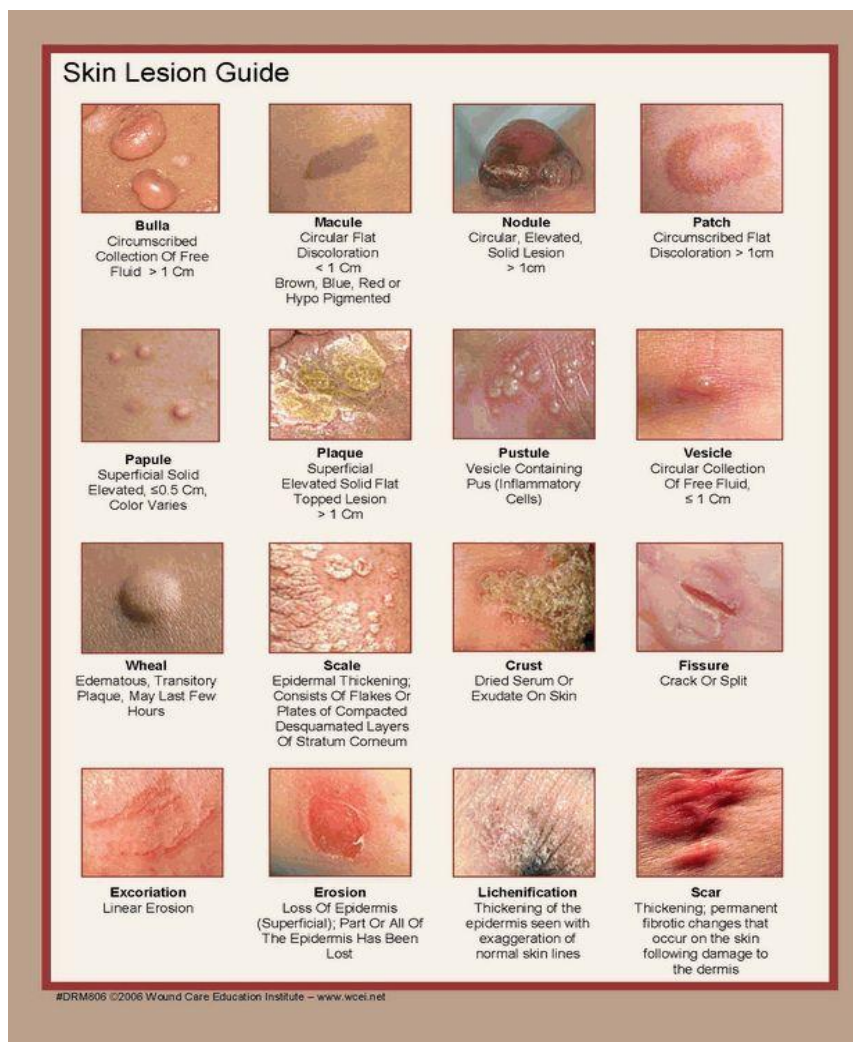 Skin Lesion Guide
Bulla
Circumscribed
Collection Of Free
Fluid > 1 Cm
Macule
Circular Flat
Discoloration
< 1 Cm
Brown, Blue, Red or
Hypo Pigmented
Nodule
Circular, Elevated,
Solid Lesion
> 1cm
Patch
Circumscribed Flat
Discoloration > 1cm
Papule
Superficial Solid
Elevated, ≤0.5 Cm,
Color Varies
Plaque
Superficial
Elevated Solid Flat
Topped Lesion
> 1 Cm
Pustule
Vesicle Containing
Pus (Inflammatory
Cells)
Vesicle
Circular Collection
Of Free Fluid,
≤ 1 Cm
Wheal
Edematous, Transitory
Plaque, May Last Few
Hours
Scale
Epidermal Thickening;
Consists Of Flakes Or
Plates of Compacted
Desquamated Layers
Of Stratum Corneum
Crust
Dried Serum Or
Exudate On Skin
Fissure
Crack Or Split
Excoriation
Linear Erosion
Erosion
Loss Of Epidermis
(Superficial); Part Or All Of
The Epidermis Has Been
Lost
Lichenification
Thickening of the
epidermis seen with
exaggeration of
normal skin lines
Scar
Thickening; permanent
fibrotic changes that
occur on the skin
following damage to
the dermis
#DRM606 ©2006 Wound Care Education Institute – www.wcei.net